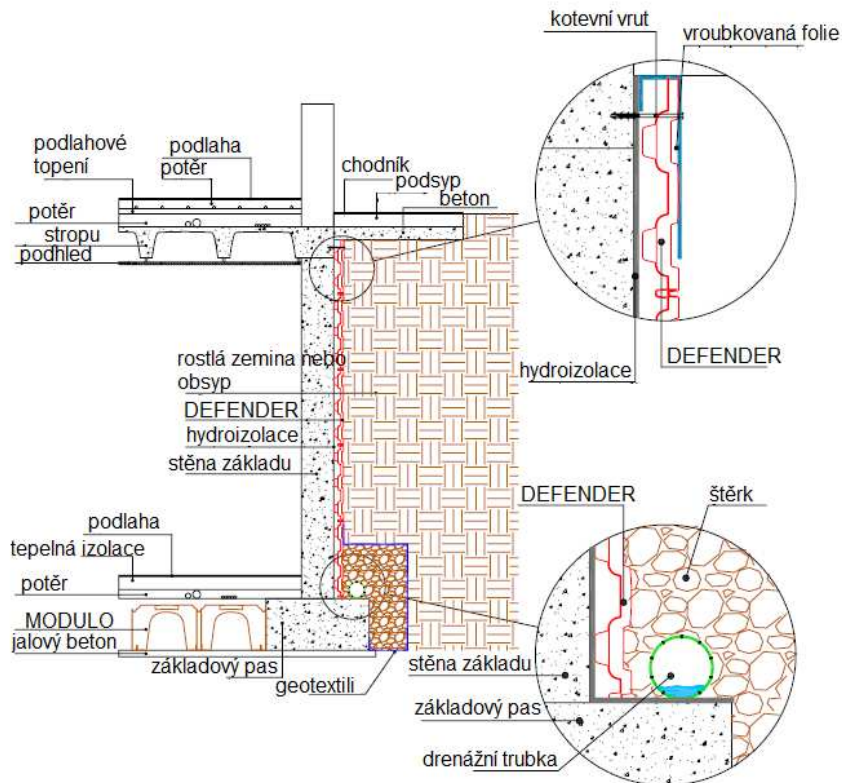 kotevní vrut
vroubkovaná folie
podlahové
topení
podlaha
potěr
chodník
podsyp
beton
potěr
stropu
podhled
rostlá zemina nebo
obsyp
DEFENDER
hydroizolace
stěna základu
DEFENDER
hydroizolace
DEFENDER
štěrk
podlaha
tepelná izolace
potěr
MODULO
jalový beton
základový pas
geotextili
stěna základu
základový pas
drenážní trubka